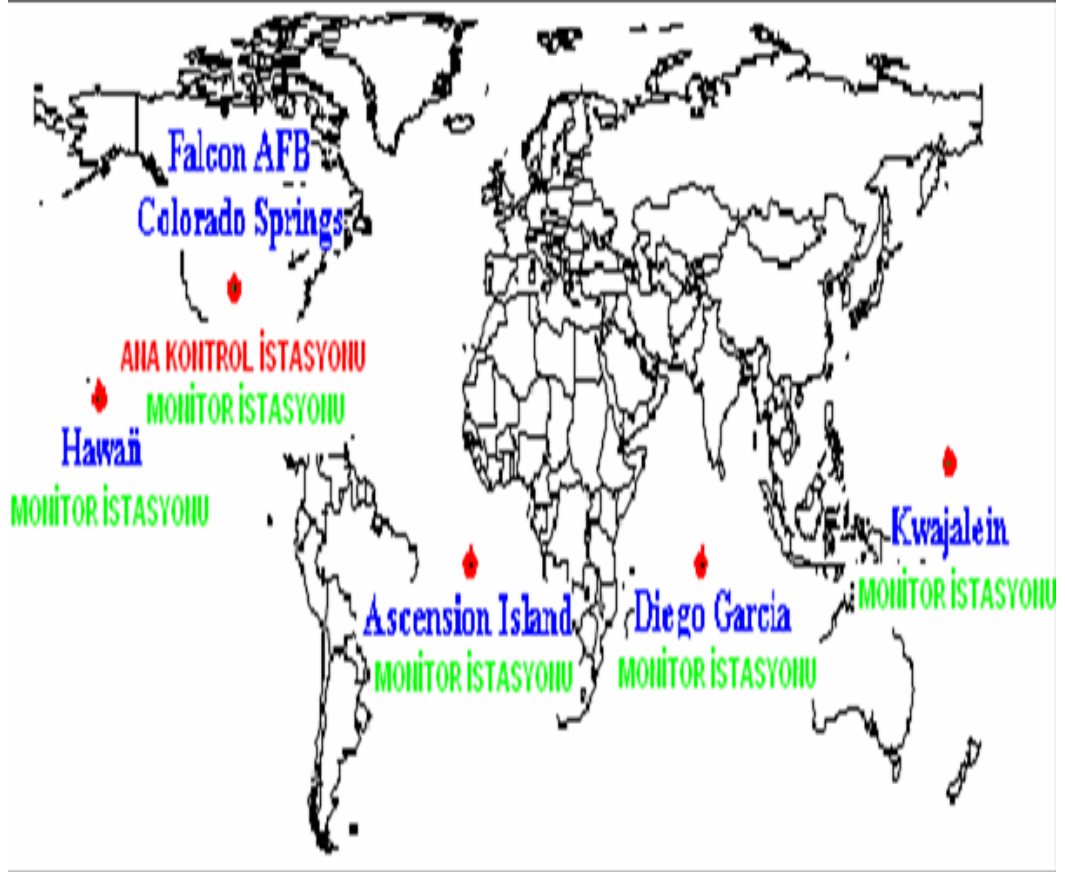 Falcon AFB
Colorado Springs
ANA KONTROL İSTASYONU
MONİTOR İSTASYONU
Hawaii
MONİTOR İSTASYONU
Kwajalein
MONİTOR İSTASYONU
Ascension Island
MONİTOR İSTASYONU
Diego Garcia
MONİTOR İSTASYONU